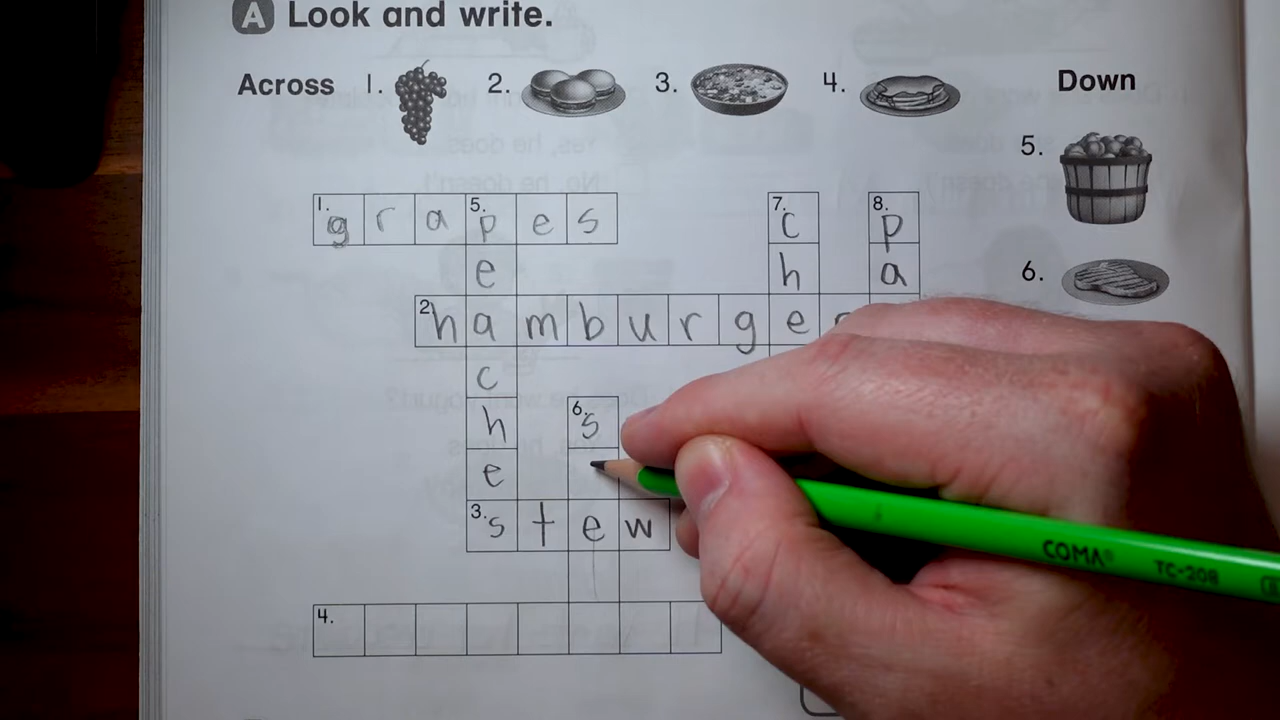 A Look and write.
Across 1. 2. 3. 4. Down
5.
6.
1. g r a 5. p e s 7. c 8. p
e h a
2. h a m b u r g e
c
h 6. s
e
3. s t e w
4.
COMA® TC-208